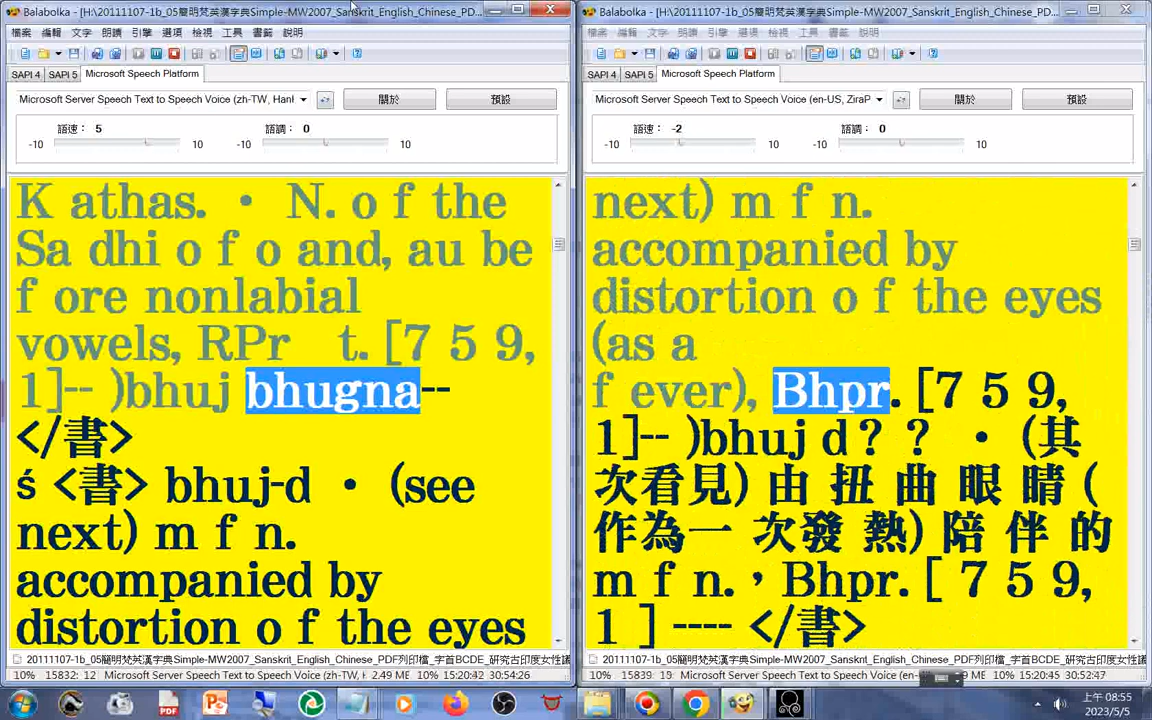 Balabolka - [H:\20111107-1b_05簡明梵英漢字典Simple-MW2007_Sanskrit_English_Chinese_PD...
檔案 編輯 文字 朗讀 引擎 選項 檢視 工具 書籤 說明
SAPI 4 SAPI 5 Microsoft Speech Platform
Microsoft Server Speech Text to Speech Voice (zh-TW, Hanl 關於 預設
語速： 5 語調： 0
-10 10 -10 10
K athas. • N. o f the
Sa dhi o f o and, au be
f ore nonlabial
vowels, RPr t. [7 5 9,
1]-- )bhuj bhugna--
</書>
ś <書> bhuj-d • (see
next) m f n.
accompanied by
distortion o f the eyes
20111107-1b_05簡明梵英漢字典Simple-MW2007_Sanskrit_English_Chinese_PDF列印檔_字首BCDE_研究古印度女性議
10% 15832: 12 Microsoft Server Speech Text to Speech Voice (zh-TW, H 2.49 MB 10% 15:20:42 30:54:26
Balabolka - [H:\20111107-1b_05簡明梵英漢字典Simple-MW2007_Sanskrit_English_Chinese_PD...
檔案 編輯 文字 朗讀 引擎 選項 檢視 工具 書籤 說明
SAPI 4 SAPI 5 Microsoft Speech Platform
Microsoft Server Speech Text to Speech Voice (en-US, ZiraP 關於 預設
語速： -2 語調： 0
-10 10 -10 10
next) m f n.
accompanied by
distortion o f the eyes
(as a
f ever), Bhpr. [7 5 9,
1]-- )bhuj d？？ • (其
次看見) 由 扭 曲 眼 睛 (
作為一 次發 熱) 陪 伴 的
m f n.，Bhpr. [ 7 5 9,
1 ] ---- </書>
20111107-1b_05簡明梵英漢字典Simple-MW2007_Sanskrit_English_Chinese_PDF列印檔_字首BCDE_研究古印度女性議
10% 15839: 19 Microsoft Server Speech Text to Speech Voice (en-US 10% 15:20:45 30:52:47
上午 08:55
2023/5/5